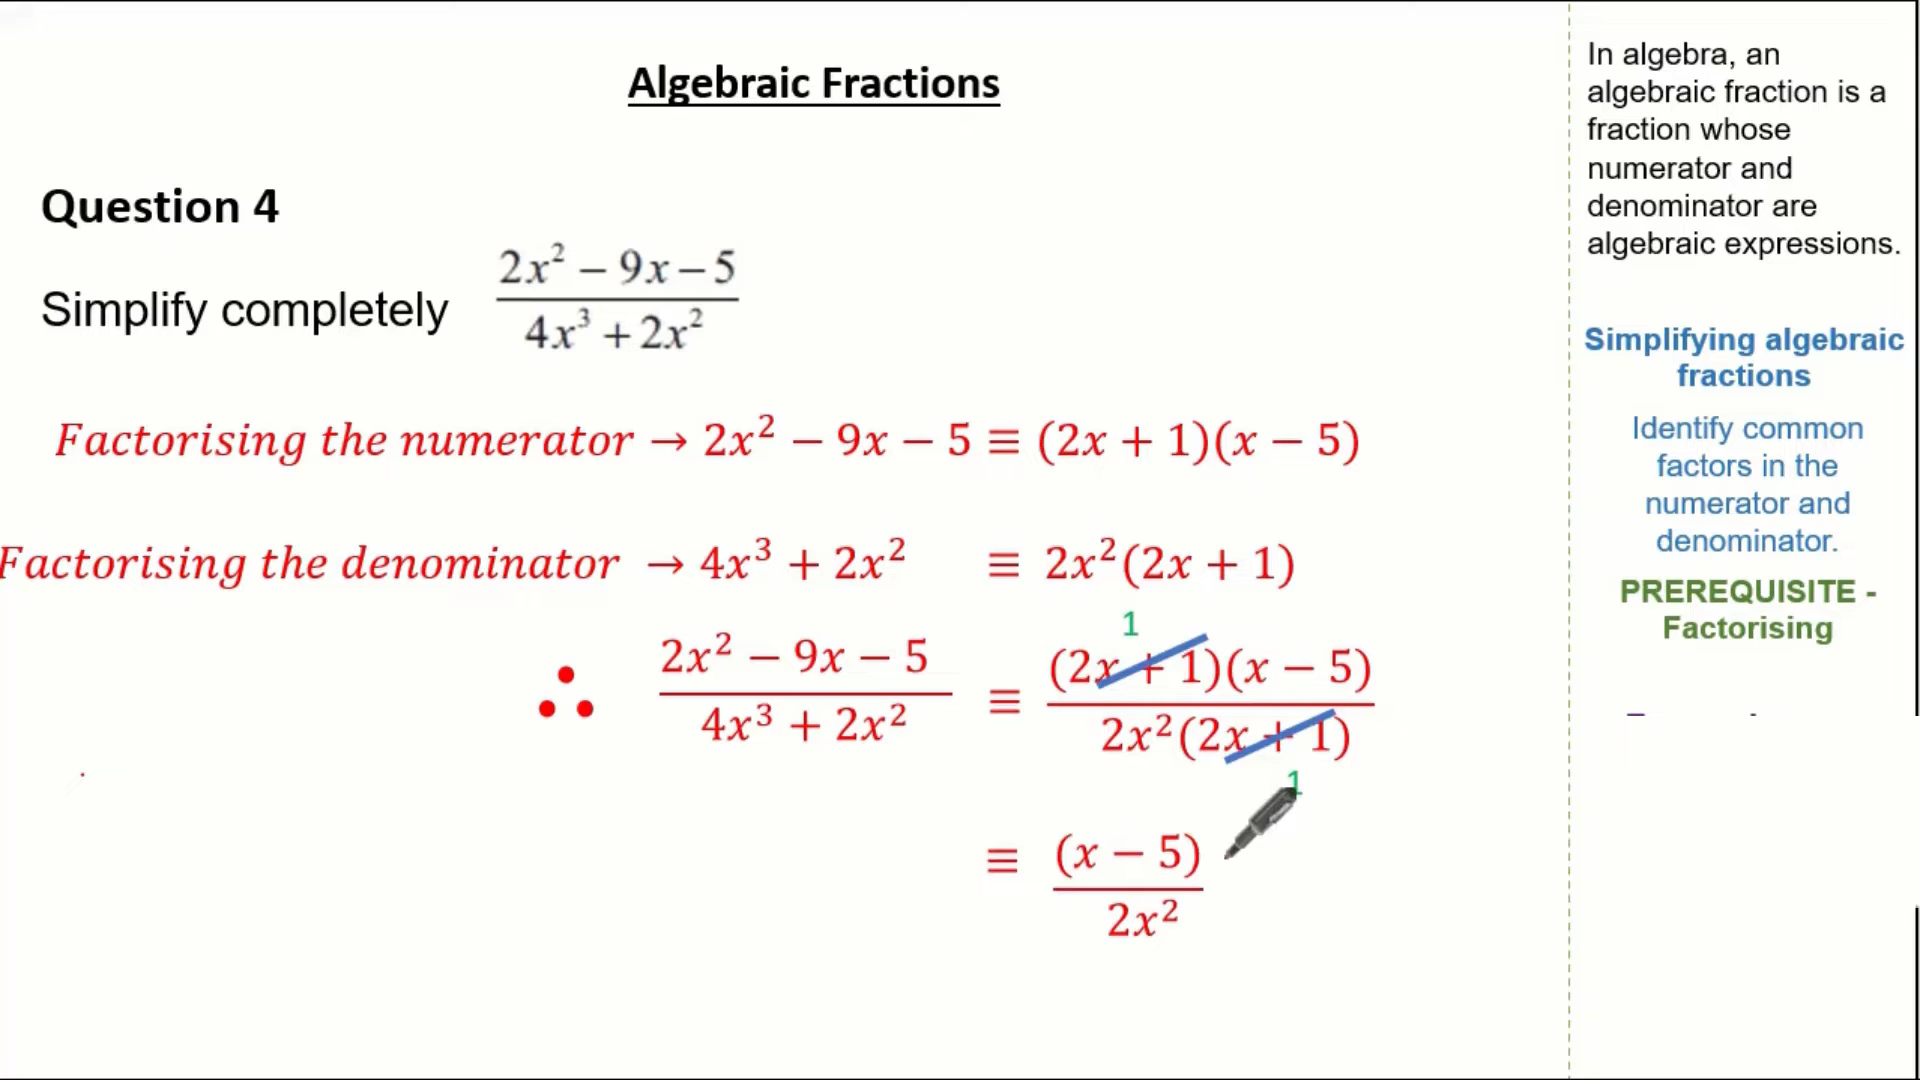 Algebraic Fractions
Question 4
Simplify completely (2x² − 9x − 5)/(4x³ + 2x²)
Factorising the numerator → 2x² − 9x − 5 ≡ (2x + 1)(x − 5)
Factorising the denominator → 4x³ + 2x² ≡ 2x²(2x + 1)
1
∴ (2x² − 9x − 5)/(4x³ + 2x²) ≡ (2x + 1)(x − 5)/2x²(2x + 1)
1
≡ (x − 5)/2x²
In algebra, an
algebraic fraction is a
fraction whose
numerator and
denominator are
algebraic expressions.
Simplifying algebraic
fractions
Identify common
factors in the
numerator and
denominator.
PREREQUISITE -
Factorising